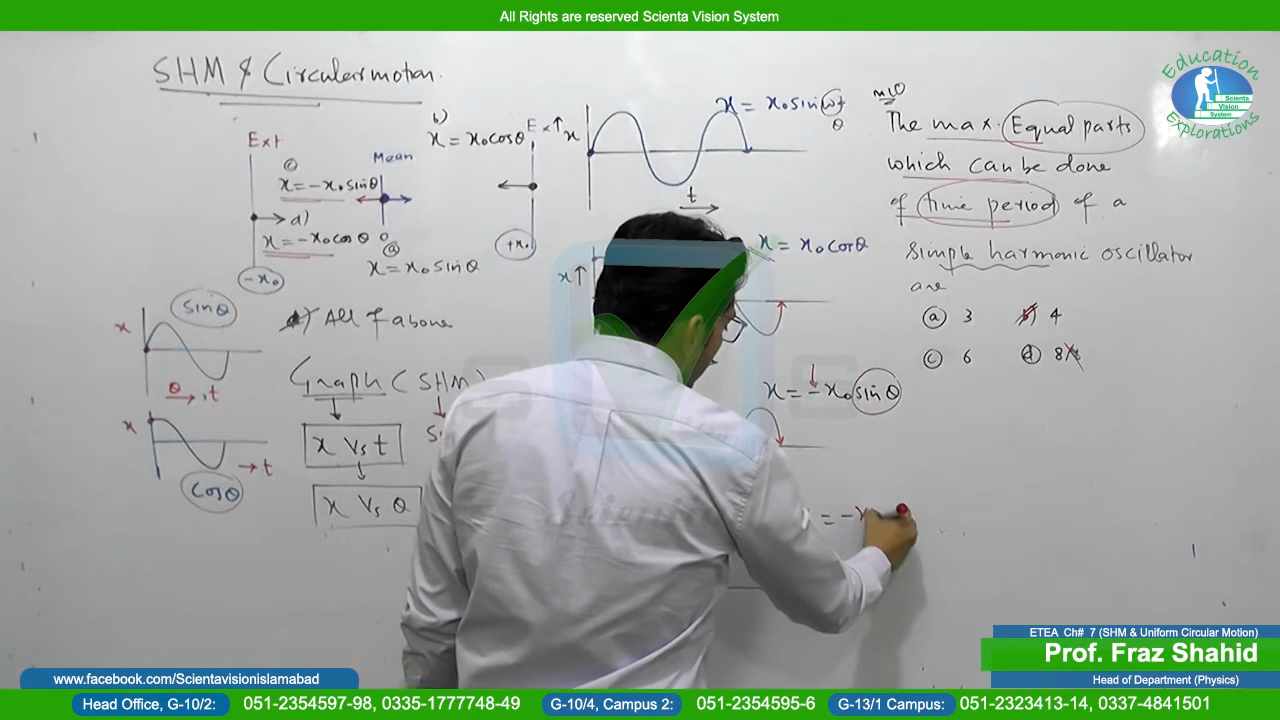 All Rights are reserved Scienta Vision System
SHM & Circular motion.
Ext
c)
x = -x₀ sinθ
Mean
a)
x = -x₀ cosθ
-x₀
0
a
x = x₀ sinθ
b)
x = x₀ cosθ
E x
+x₀
x
x = x₀ sin ωt
θ
t
x
x = x₀ cosθ
x = -x₀ sinθ
= -x
sinθ
x
θ, t
x
t
cosθ
All of above
Graph (SHM)
x Vs t
x Vs θ
The max. Equal parts
which can be done
of time period of a
Simple harmonic oscillator
are
a 3 b) 4
c 6 d 8
Education
Explorations
Scienta
Vision
System
ETEA Ch# 7 (SHM & Uniform Circular Motion)
Prof. Fraz Shahid
Head of Department (Physics)
www.facebook.com/Scientavisionislamabad
Head Office, G-10/2: 051-2354597-98, 0335-1777748-49 G-10/4, Campus 2: 051-2354595-6 G-13/1 Campus: 051-2323413-14, 0337-4841501